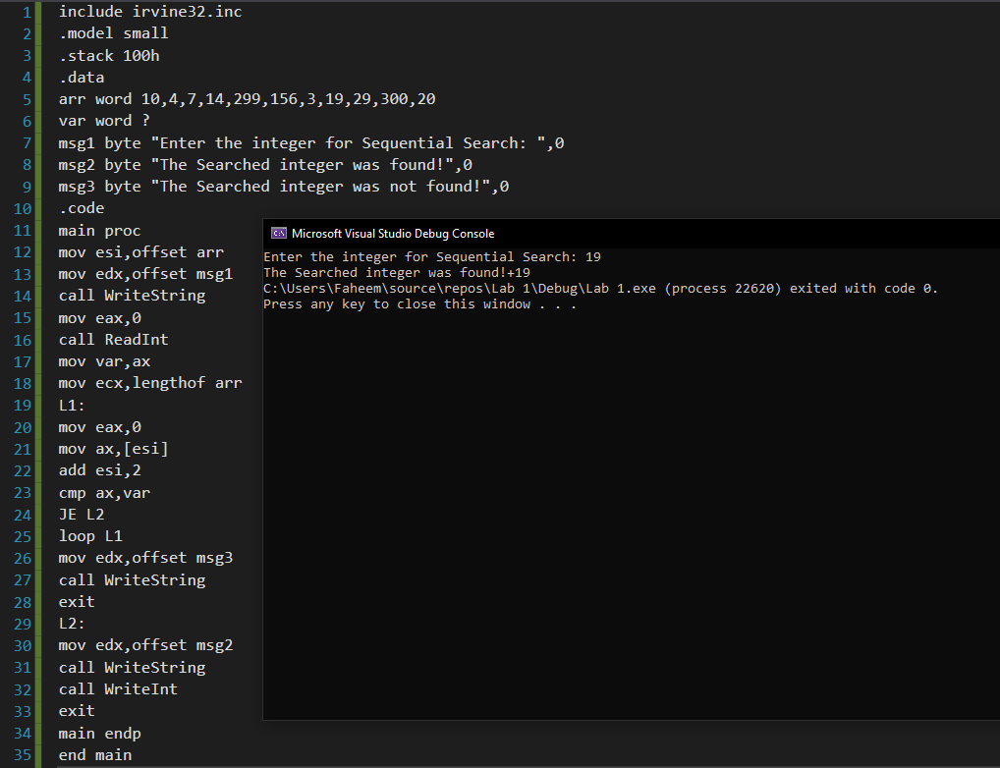 1 include irvine32.inc
2 .model small
3 .stack 100h
4 .data
5 arr word 10,4,7,14,299,156,3,19,29,300,20
6 var word ?
7 msg1 byte "Enter the integer for Sequential Search: ",0
8 msg2 byte "The Searched integer was found!",0
9 msg3 byte "The Searched integer was not found!",0
10 .code
11 main proc
12 mov esi,offset arr
13 mov edx,offset msg1
14 call WriteString
15 mov eax,0
16 call ReadInt
17 mov var,ax
18 mov ecx,lengthof arr
19 L1:
20 mov eax,0
21 mov ax,[esi]
22 add esi,2
23 cmp ax,var
24 JE L2
25 loop L1
26 mov edx,offset msg3
27 call WriteString
28 exit
29 L2:
30 mov edx,offset msg2
31 call WriteString
32 call WriteInt
33 exit
34 main endp
35 end main
C:\ Microsoft Visual Studio Debug Console
Enter the integer for Sequential Search: 19
The Searched integer was found!+19
C:\Users\Faheem\source\repos\Lab 1\Debug\Lab 1.exe (process 22620) exited with code 0.
Press any key to close this window . . .